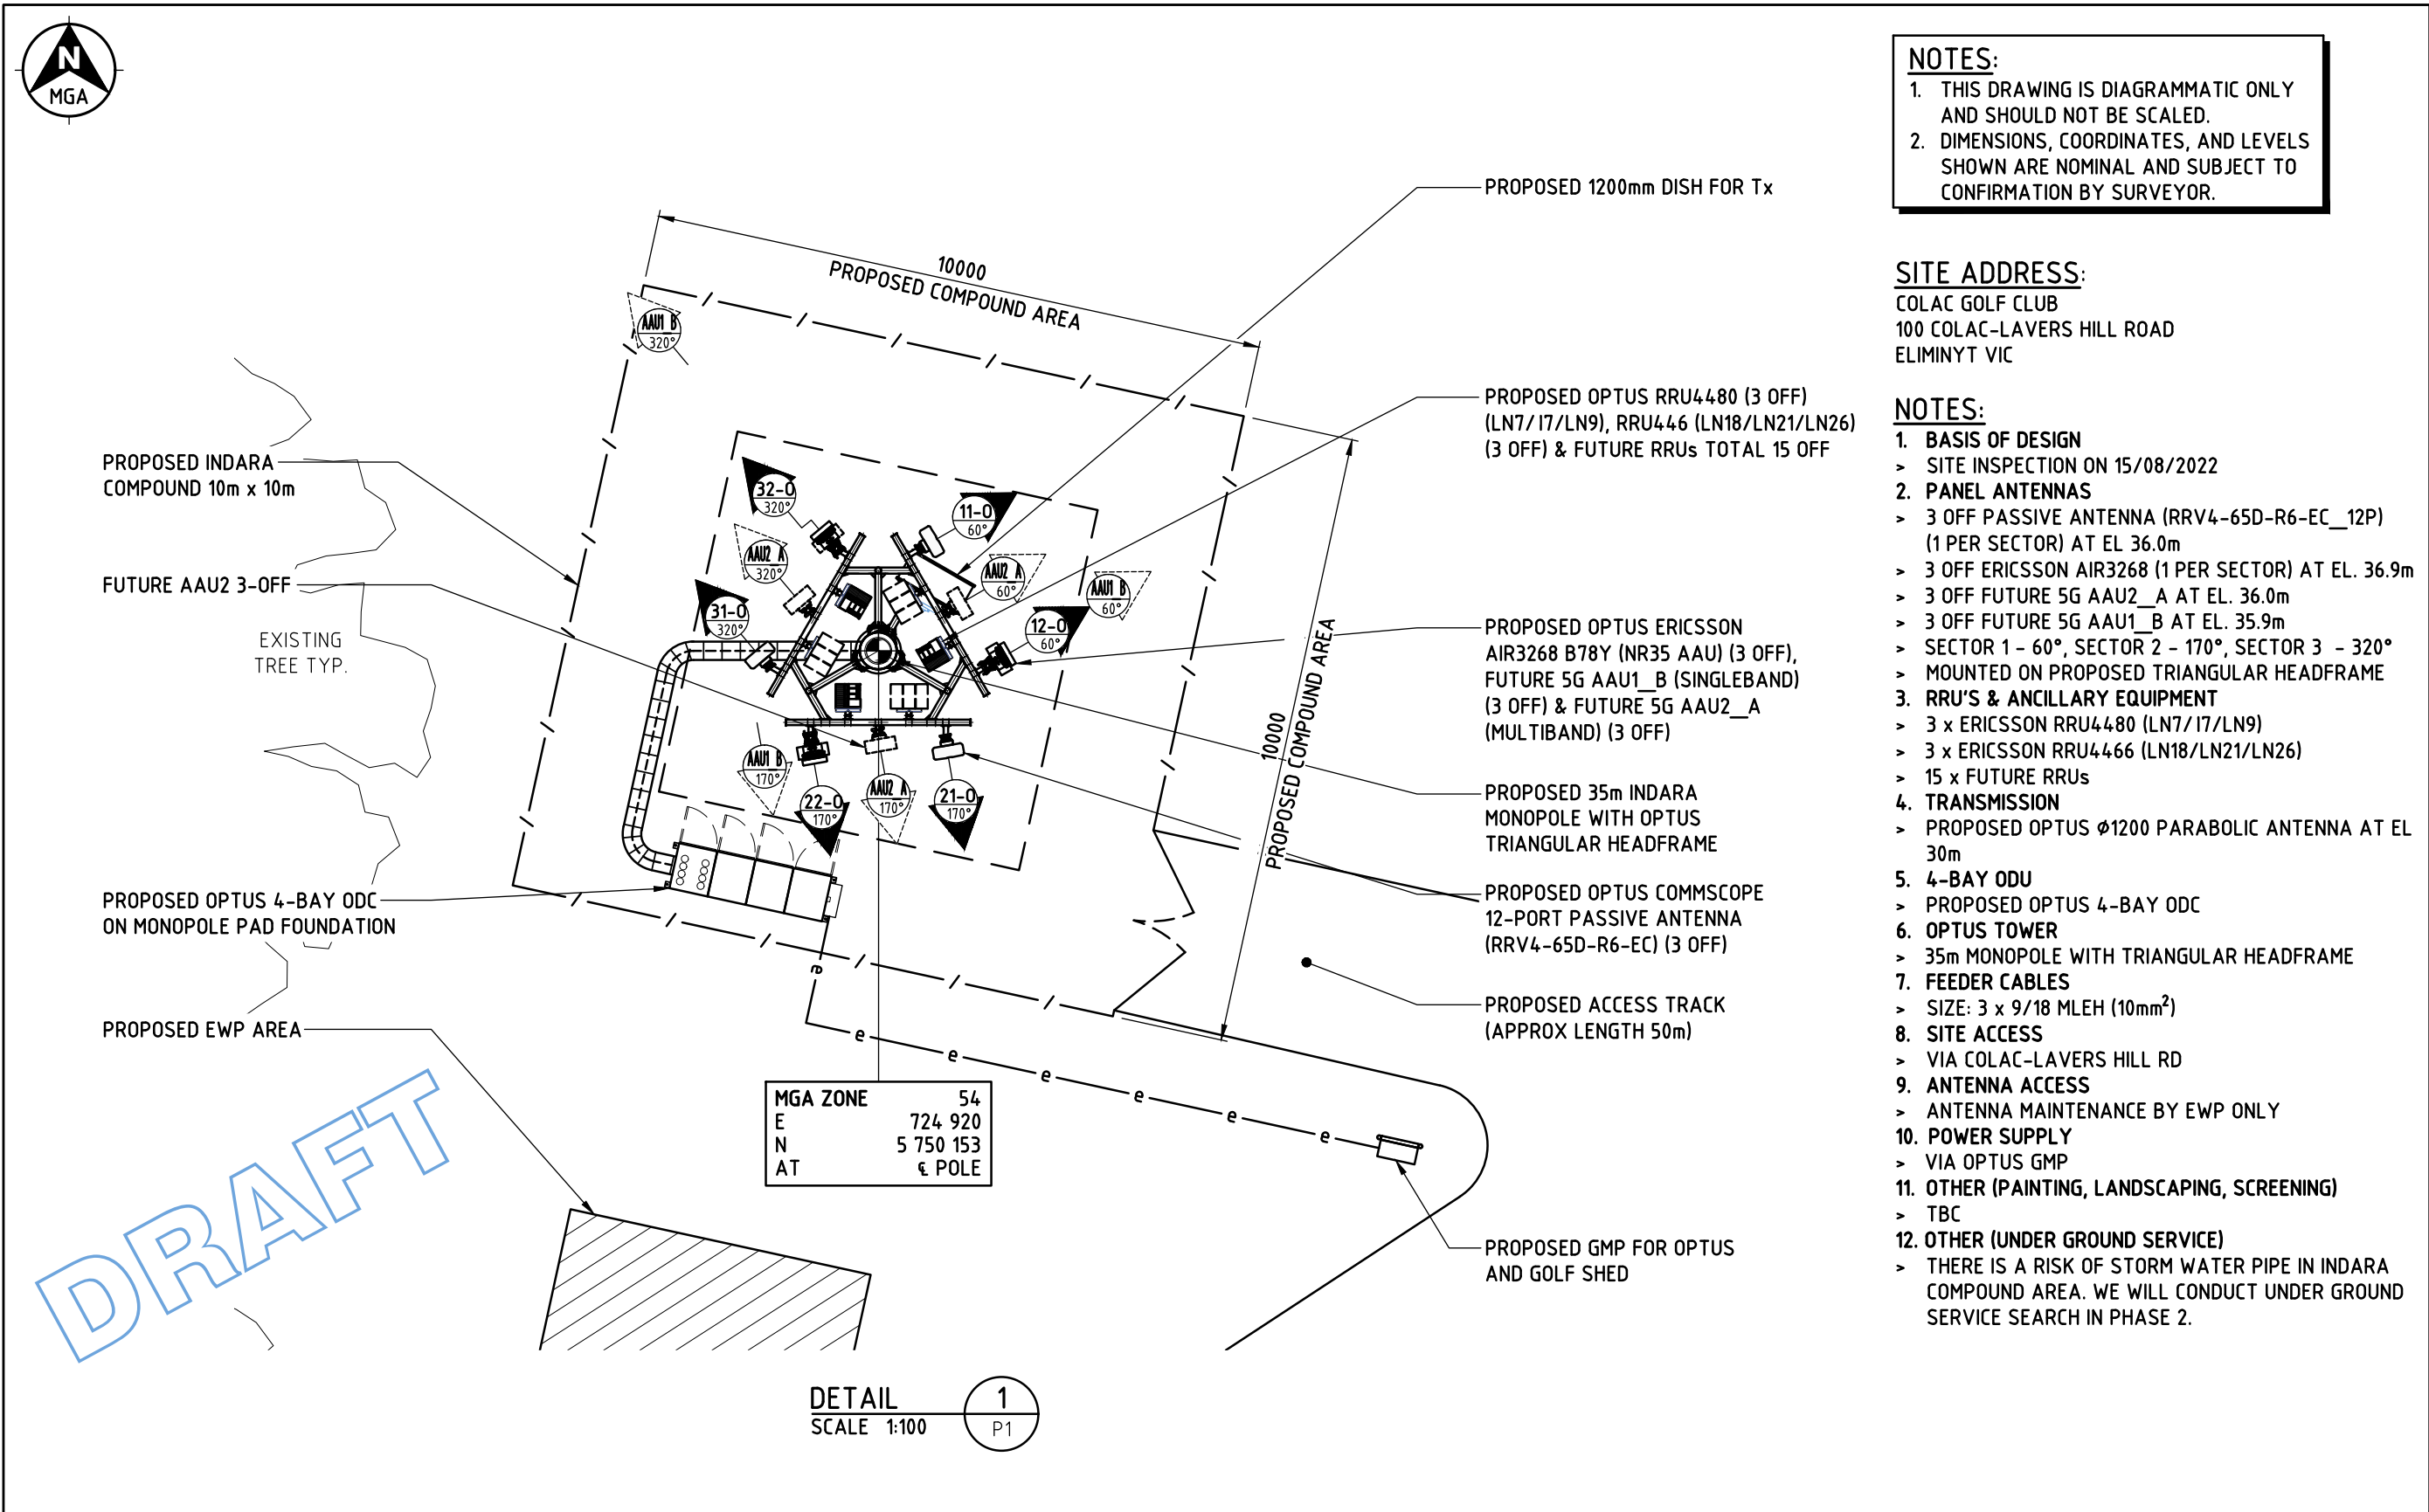 N
MGA
NOTES:
1. THIS DRAWING IS DIAGRAMMATIC ONLY
AND SHOULD NOT BE SCALED.
2. DIMENSIONS, COORDINATES, AND LEVELS
SHOWN ARE NOMINAL AND SUBJECT TO
CONFIRMATION BY SURVEYOR.
SITE ADDRESS:
COLAC GOLF CLUB
100 COLAC-LAVERS HILL ROAD
ELIMINYT VIC
NOTES:
1. BASIS OF DESIGN
> SITE INSPECTION ON 15/08/2022
2. PANEL ANTENNAS
> 3 OFF PASSIVE ANTENNA (RRV4-65D-R6-EC_12P)
(1 PER SECTOR) AT EL 36.0m
> 3 OFF ERICSSON AIR3268 (1 PER SECTOR) AT EL. 36.9m
> 3 OFF FUTURE 5G AAU2_A AT EL. 36.0m
> 3 OFF FUTURE 5G AAU1_B AT EL. 35.9m
> SECTOR 1 - 60°, SECTOR 2 - 170°, SECTOR 3 - 320°
> MOUNTED ON PROPOSED TRIANGULAR HEADFRAME
3. RRU'S & ANCILLARY EQUIPMENT
> 3 x ERICSSON RRU4480 (LN7/I7/LN9)
> 3 x ERICSSON RRU4466 (LN18/LN21/LN26)
> 15 x FUTURE RRUs
4. TRANSMISSION
> PROPOSED OPTUS Ø1200 PARABOLIC ANTENNA AT EL
30m
5. 4-BAY ODU
> PROPOSED OPTUS 4-BAY ODC
6. OPTUS TOWER
> 35m MONOPOLE WITH TRIANGULAR HEADFRAME
7. FEEDER CABLES
> SIZE: 3 x 9/18 MLEH (10mm²)
8. SITE ACCESS
> VIA COLAC-LAVERS HILL RD
9. ANTENNA ACCESS
> ANTENNA MAINTENANCE BY EWP ONLY
10. POWER SUPPLY
> VIA OPTUS GMP
11. OTHER (PAINTING, LANDSCAPING, SCREENING)
> TBC
12. OTHER (UNDER GROUND SERVICE)
> THERE IS A RISK OF STORM WATER PIPE IN INDARA
COMPOUND AREA. WE WILL CONDUCT UNDER GROUND
SERVICE SEARCH IN PHASE 2.
PROPOSED 1200mm DISH FOR Tx
PROPOSED OPTUS RRU4480 (3 OFF)
(LN7/I7/LN9), RRU446 (LN18/LN21/LN26)
(3 OFF) & FUTURE RRUs TOTAL 15 OFF
PROPOSED OPTUS ERICSSON
AIR3268 B78Y (NR35 AAU) (3 OFF),
FUTURE 5G AAU1_B (SINGLEBAND)
(3 OFF) & FUTURE 5G AAU2_A
(MULTIBAND) (3 OFF)
PROPOSED 35m INDARA
MONOPOLE WITH OPTUS
TRIANGULAR HEADFRAME
PROPOSED OPTUS COMMSCOPE
12-PORT PASSIVE ANTENNA
(RRV4-65D-R6-EC) (3 OFF)
PROPOSED ACCESS TRACK
(APPROX LENGTH 50m)
PROPOSED GMP FOR OPTUS
AND GOLF SHED
10000
PROPOSED COMPOUND AREA
10000
PROPOSED COMPOUND AREA
PROPOSED INDARA
COMPOUND 10m x 10m
FUTURE AAU2 3-OFF
EXISTING
TREE TYP.
PROPOSED OPTUS 4-BAY ODC
ON MONOPOLE PAD FOUNDATION
PROPOSED EWP AREA
AAU1_B
320°
32-0
320°
AAU2_A
320°
31-0
320°
11-0
60°
AAU2_A
60°
AAU1_B
60°
12-0
60°
AAU1_B
170°
22-0
170°
AAU2_A
170°
21-0
170°
e
e
e
e
e
e
e
MGA ZONE 54
E 724 920
N 5 750 153
AT ℄ POLE
DRAFT
DETAIL
SCALE 1:100
1
P1